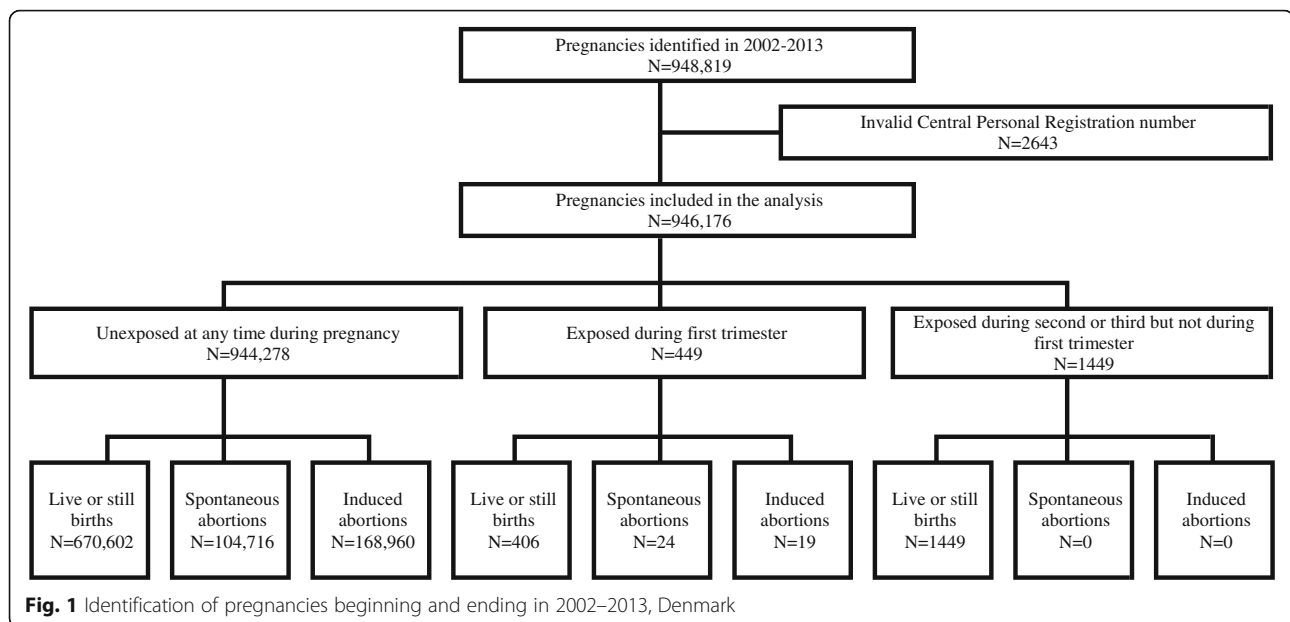 Pregnancies identified in 2002-2013
N=948,819
Invalid Central Personal Registration number
N=2643
Pregnancies included in the analysis
N=946,176
Unexposed at any time during pregnancy
N=944,278
Exposed during first trimester
N=449
Exposed during second or third but not during
first trimester
N=1449
Live or still
births
N=670,602
Spontaneous
abortions
N=104,716
Induced
abortions
N=168,960
Live or still
births
N=406
Spontaneous
abortions
N=24
Induced
abortions
N=19
Live or still
births
N=1449
Spontaneous
abortions
N=0
Induced
abortions
N=0
Fig. 1 Identification of pregnancies beginning and ending in 2002–2013, Denmark